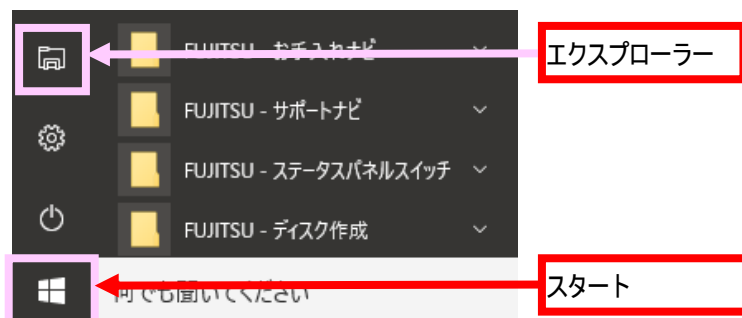 FUJITSU - お手入れナビ
エクスプローラー
FUJITSU - サポートナビ
FUJITSU - ステータスパネルスイッチ
FUJITSU - ディスク作成
何でも聞いてください
スタート